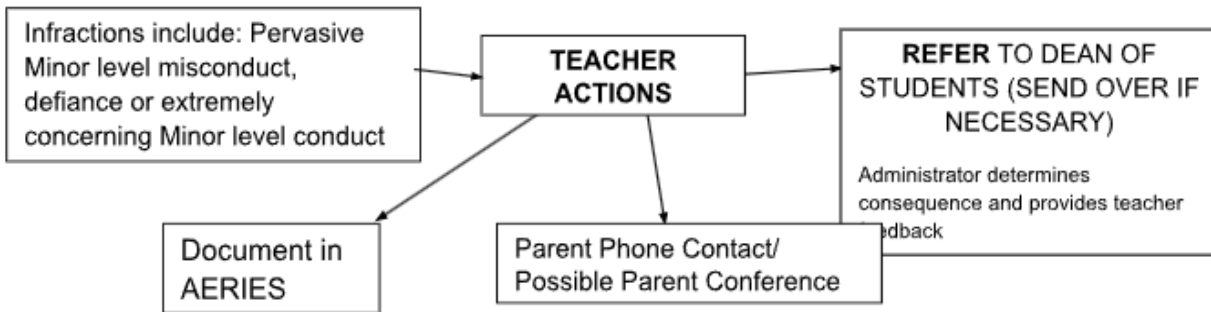 Infractions include: Pervasive
Minor level misconduct,
defiance or extremely
concerning Minor level conduct
TEACHER
ACTIONS
REFER TO DEAN OF
STUDENTS (SEND OVER IF
NECESSARY)
Administrator determines
consequence and provides teacher
edback
Document in
AERIES
Parent Phone Contact/
Possible Parent Conference